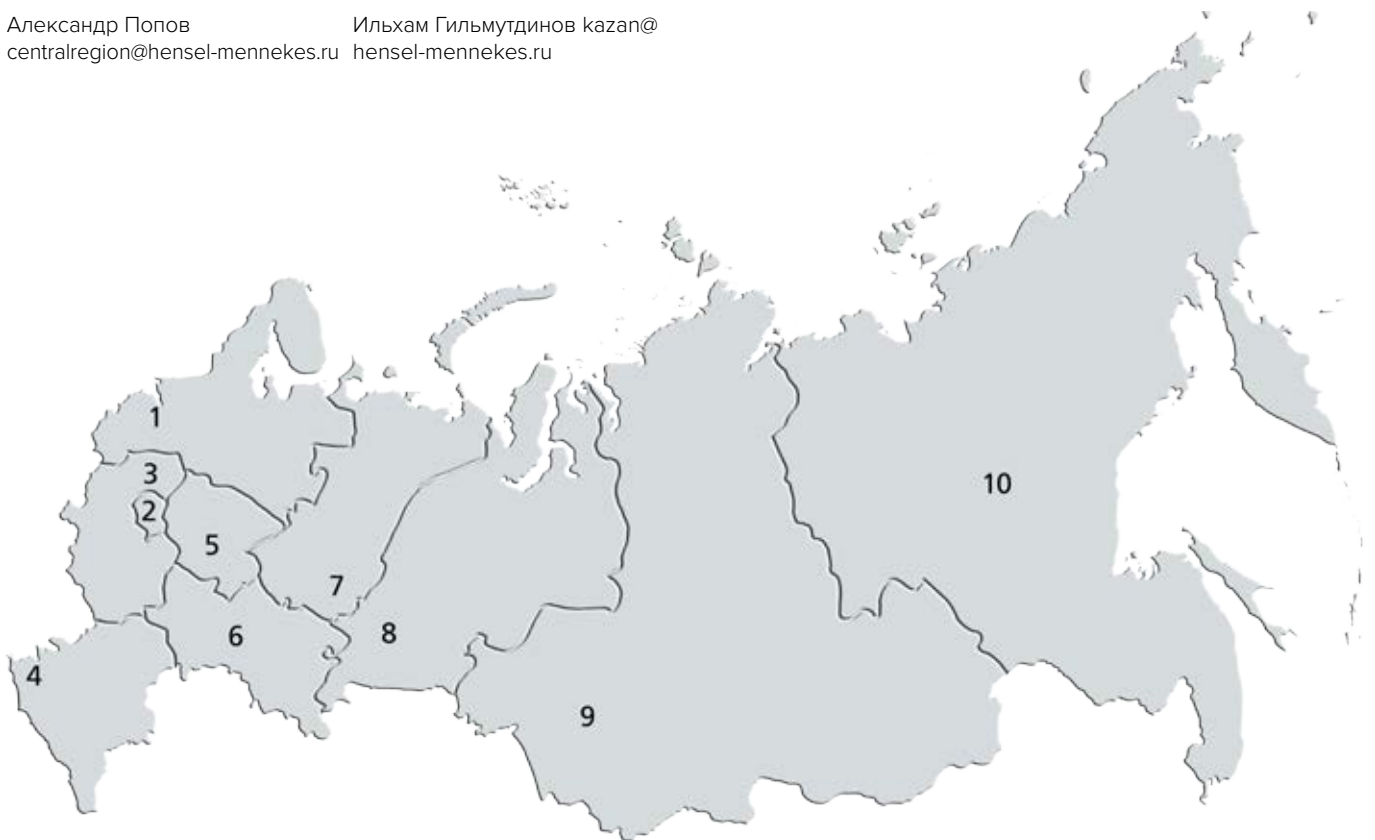 Александр Попов
centralregion@hensel-mennekes.ru
Ильхам Гильмутдинов kazan@
hensel-mennekes.ru
1
3
2
5
4
6
7
8
9
10